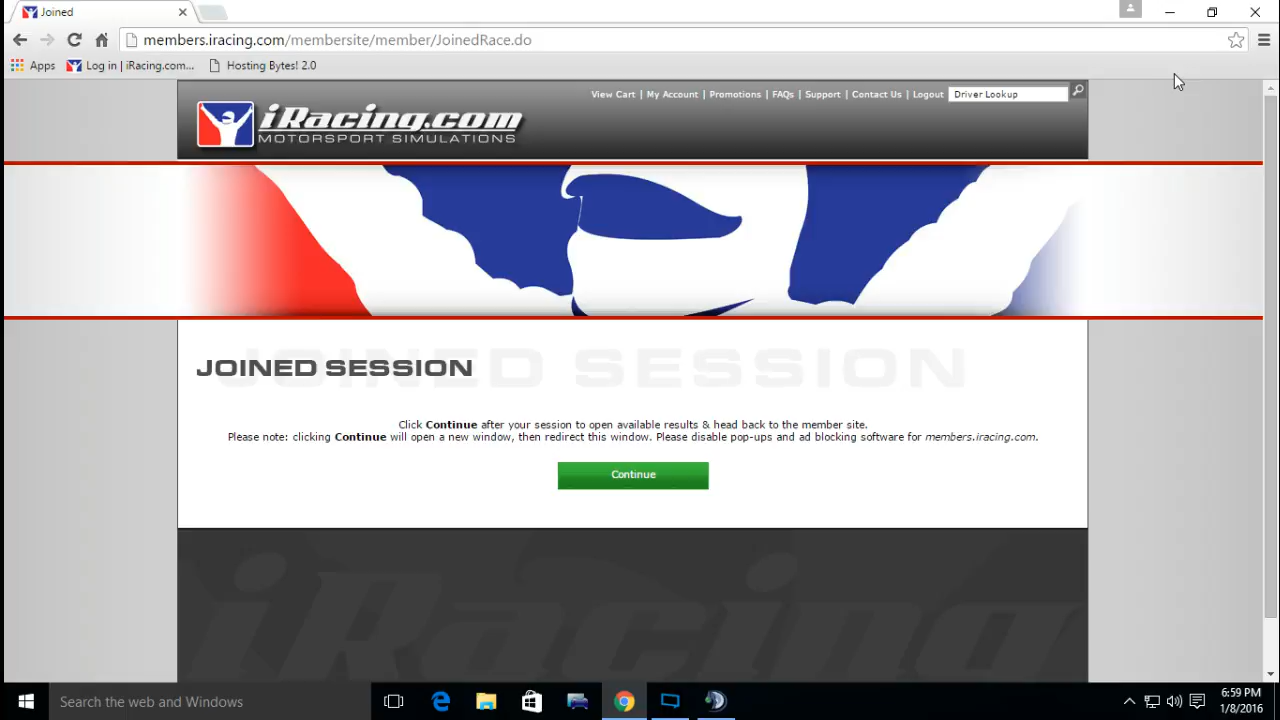 Joined
members.iracing.com/membersite/member/JoinedRace.do
Apps Log in | iRacing.com... Hosting Bytes! 2.0
View Cart | My Account | Promotions | FAQs | Support | Contact Us | Logout Driver Lookup
iRacing.com
MOTORSPORT SIMULATIONS
JOINED SESSION
JOINED SESSION
Click Continue after your session to open available results & head back to the member site.
Please note: clicking Continue will open a new window, then redirect this window. Please disable pop-ups and ad blocking software for members.iracing.com.
Continue
iRacing
Search the web and Windows
6:59 PM
1/8/2016